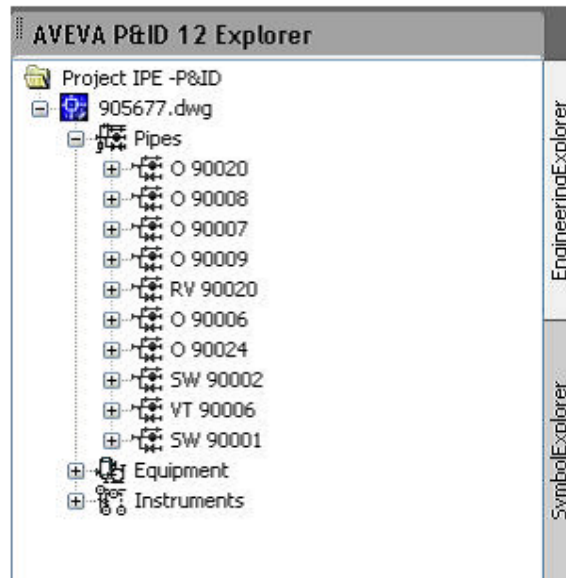 AVEVA P&ID 12 Explorer
Project IPE -P&ID
905677.dwg
Pipes
O 90020
O 90008
O 90007
O 90009
RV 90020
O 90006
O 90024
SW 90002
VT 90006
SW 90001
Equipment
Instruments
EngineeringExplorer
SymbolExplorer